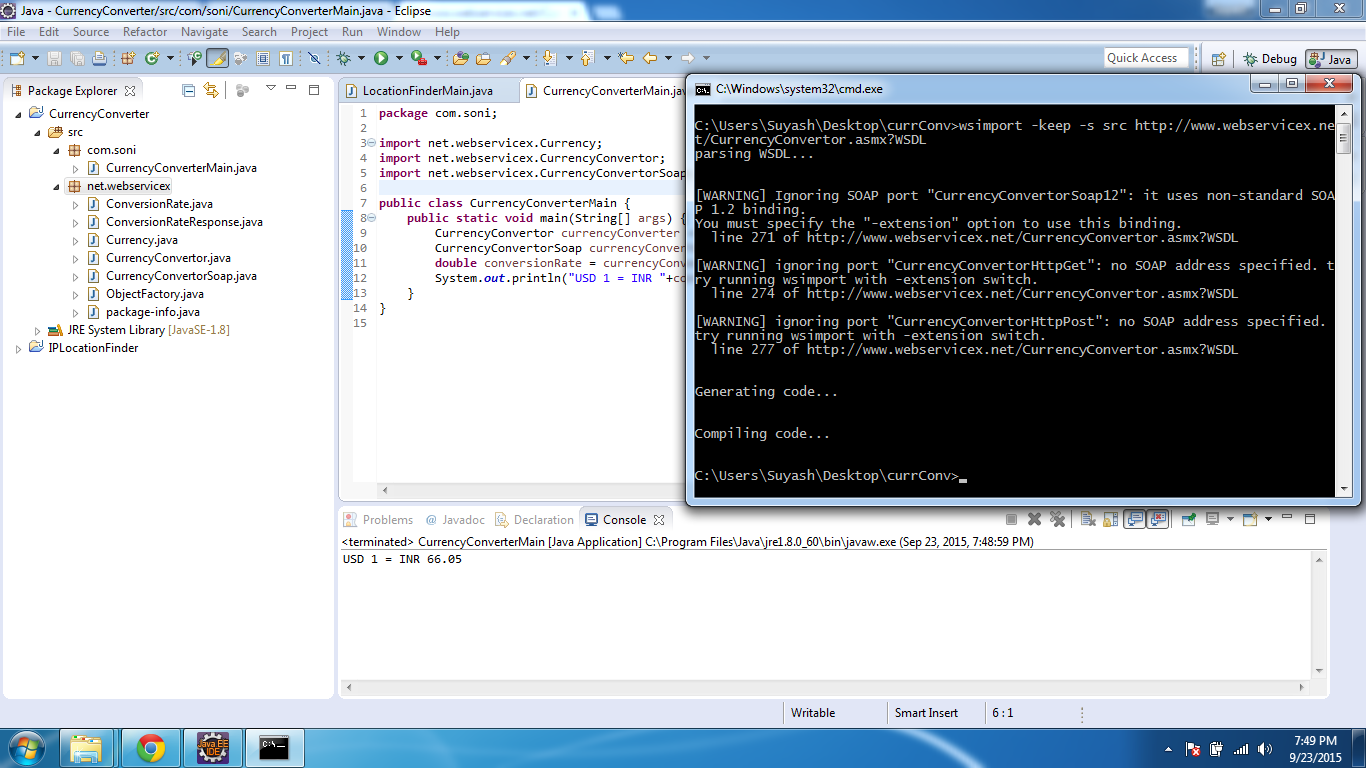 Java - CurrencyConverter/src/com/soni/CurrencyConverterMain.java - Eclipse
File Edit Source Refactor Navigate Search Project Run Window Help
Quick Access
Debug
Java
Package Explorer
CurrencyConverter
src
com.soni
CurrencyConverterMain.java
net.webservicex
ConversionRate.java
ConversionRateResponse.java
Currency.java
CurrencyConvertor.java
CurrencyConvertorSoap.java
ObjectFactory.java
package-info.java
JRE System Library [JavaSE-1.8]
IPLocationFinder
LocationFinderMain.java
CurrencyConverterMain.jav
1 package com.soni;
2
3 import net.webservicex.Currency;
4 import net.webservicex.CurrencyConvertor;
5 import net.webservicex.CurrencyConvertorSoap
6
7 public class CurrencyConverterMain {
8 public static void main(String[] args) {
9 CurrencyConvertor currencyConverter
10 CurrencyConvertorSoap currencyConver
11 double conversionRate = currencyConv
12 System.out.println("USD 1 = INR "+co
13 }
14 }
15
C:\Windows\system32\cmd.exe
C:\Users\Suyash\Desktop\currConv>wsimport -keep -s src http://www.webservicex.ne
t/CurrencyConvertor.asmx?WSDL
parsing WSDL...
[WARNING] Ignoring SOAP port "CurrencyConvertorSoap12": it uses non-standard SOA
P 1.2 binding.
You must specify the "-extension" option to use this binding.
line 271 of http://www.webservicex.net/CurrencyConvertor.asmx?WSDL
[WARNING] ignoring port "CurrencyConvertorHttpGet": no SOAP address specified. t
ry running wsimport with -extension switch.
line 274 of http://www.webservicex.net/CurrencyConvertor.asmx?WSDL
[WARNING] ignoring port "CurrencyConvertorHttpPost": no SOAP address specified.
try running wsimport with -extension switch.
line 277 of http://www.webservicex.net/CurrencyConvertor.asmx?WSDL
Generating code...
Compiling code...
C:\Users\Suyash\Desktop\currConv>
Problems
Javadoc
Declaration
Console
<terminated> CurrencyConverterMain [Java Application] C:\Program Files\Java\jre1.8.0_60\bin\javaw.exe (Sep 23, 2015, 7:48:59 PM)
USD 1 = INR 66.05
Writable
Smart Insert
6 : 1
Java EE
IDE
C:\
7:49 PM
9/23/2015